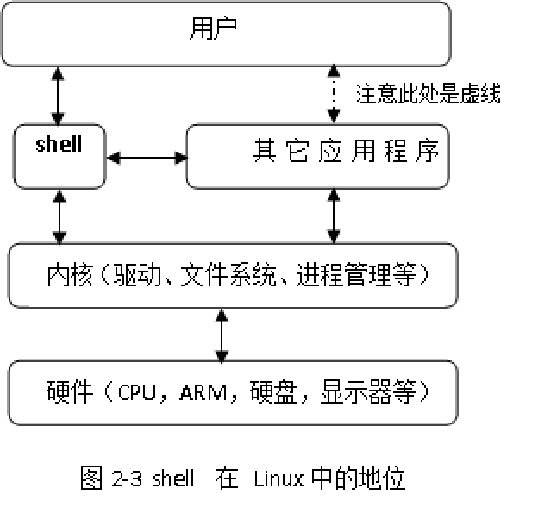 用户
注意此处是虚线
shell
其它应用程序
内核（驱动、文件系统、进程管理等）
硬件（CPU，ARM，硬盘，显示器等）
图 2-3 shell 在 Linux 中的地位